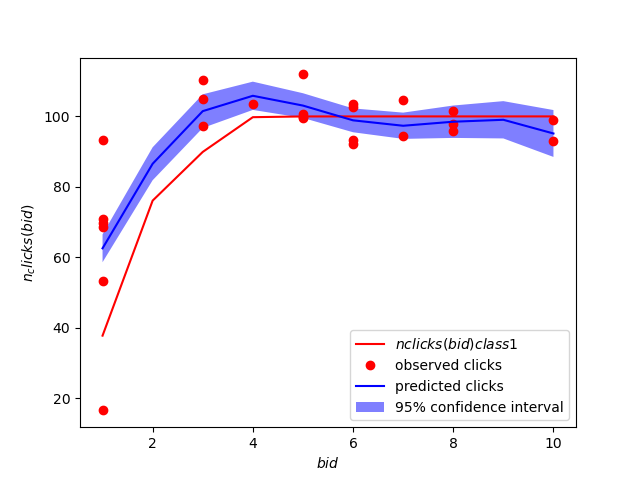 100
80
60
40
20
n_clicks(bid)
2
4
6
8
10
bid
nclicks(bid)class1
observed clicks
predicted clicks
95% confidence interval